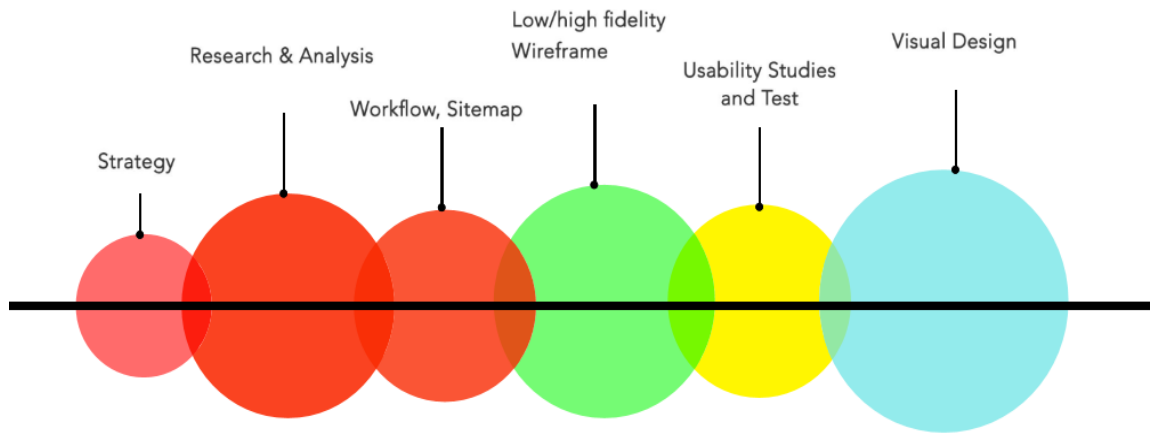 Strategy
Research & Analysis
Workflow, Sitemap
Low/high fidelity
Wireframe
Usability Studies
and Test
Visual Design